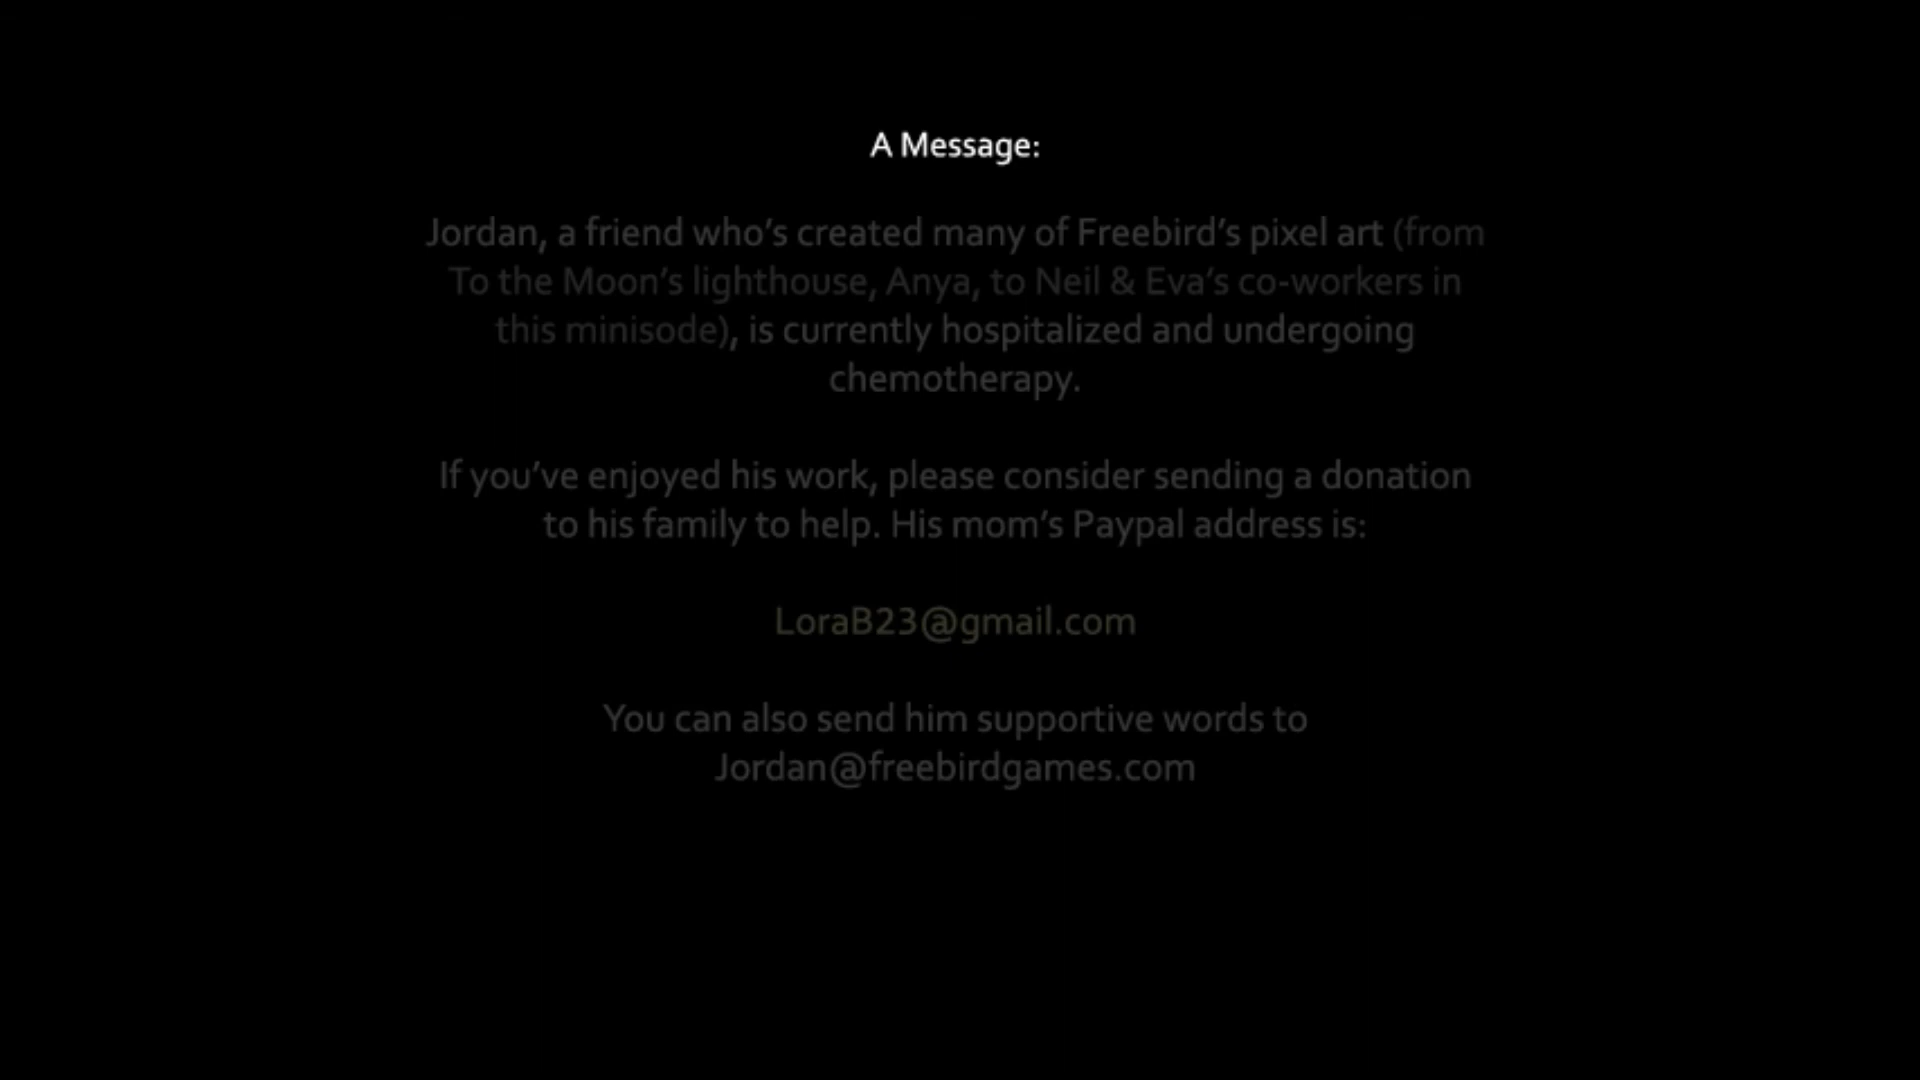 A Message:
Jordan, a friend who’s created many of Freebird’s pixel art (from
To the Moon’s lighthouse, Anya, to Neil & Eva’s co-workers in
this minisode), is currently hospitalized and undergoing
chemotherapy.
If you’ve enjoyed his work, please consider sending a donation
to his family to help. His mom’s Paypal address is:
LoraB23@gmail.com
You can also send him supportive words to
Jordan@freebirdgames.com